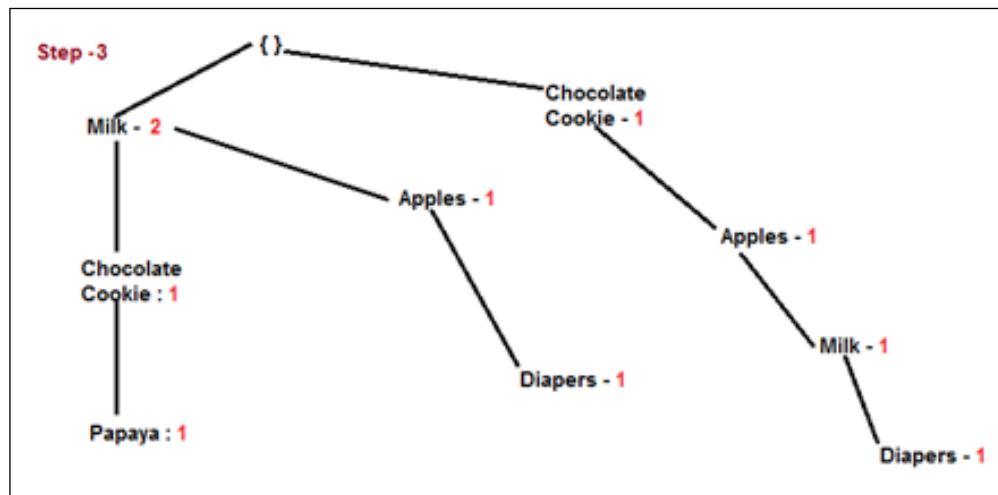 Step -3
{ }
Chocolate
Cookie - 1
Milk - 2
Apples - 1
Apples - 1
Chocolate
Cookie : 1
Milk - 1
Diapers - 1
Papaya : 1
Diapers - 1